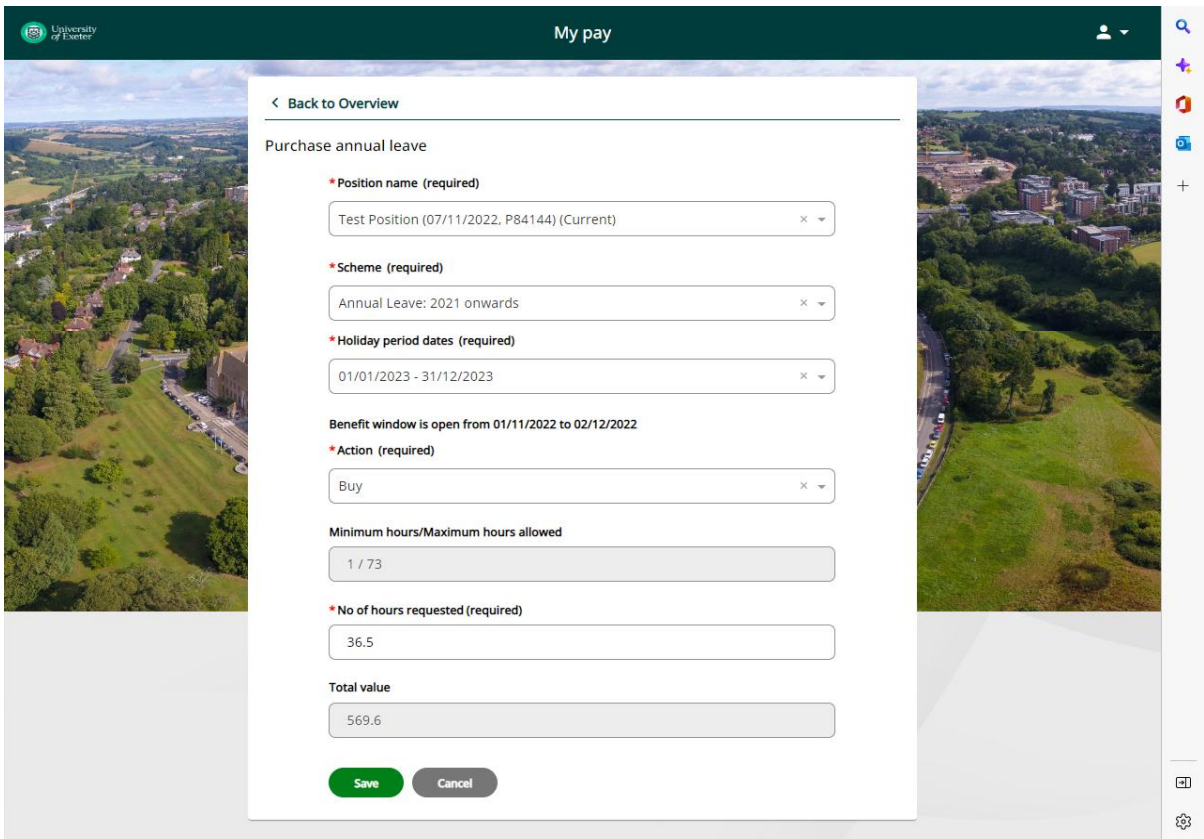 University
of Exeter
My pay
Back to Overview
Purchase annual leave
*Position name (required)
Test Position (07/11/2022, P84144) (Current)
*Scheme (required)
Annual Leave: 2021 onwards
*Holiday period dates (required)
01/01/2023 - 31/12/2023
Benefit window is open from 01/11/2022 to 02/12/2022
*Action (required)
Buy
Minimum hours/Maximum hours allowed
1 / 73
*No of hours requested (required)
36.5
Total value
569.6
Save Cancel